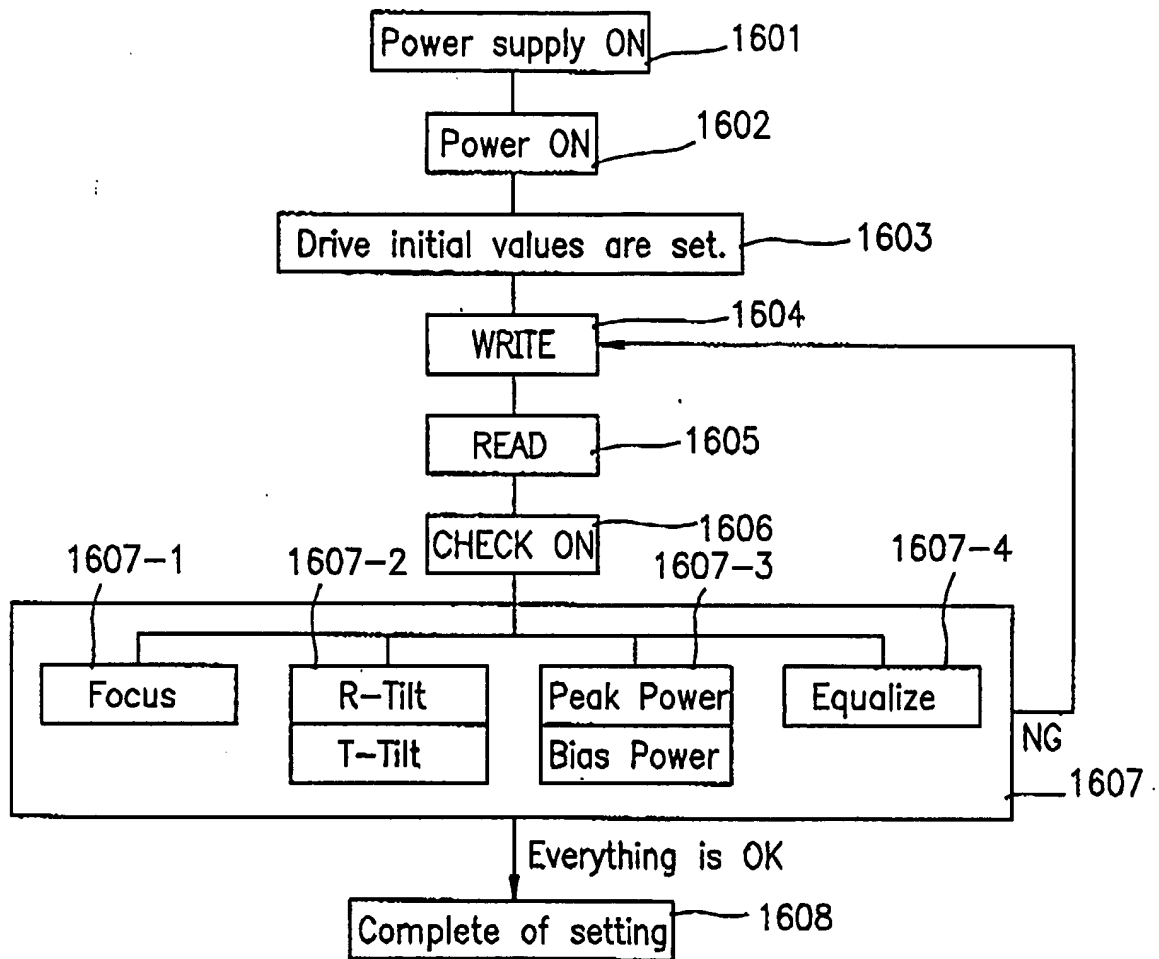 Power supply ON
1601
Power ON
1602
Drive initial values are set.
1603
WRITE
1604
READ
1605
CHECK ON
1606
1607-1
1607-2
1607-3
1607-4
Focus
R-Tilt
T-Tilt
Peak Power
Bias Power
Equalize
NG
1607
Everything is OK
Complete of setting
1608